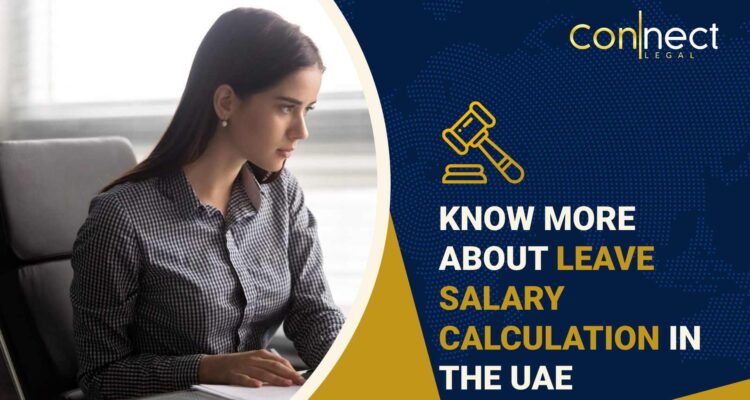 Connect
LEGAL
KNOW MORE
ABOUT LEAVE
SALARY
CALCULATION IN
THE UAE